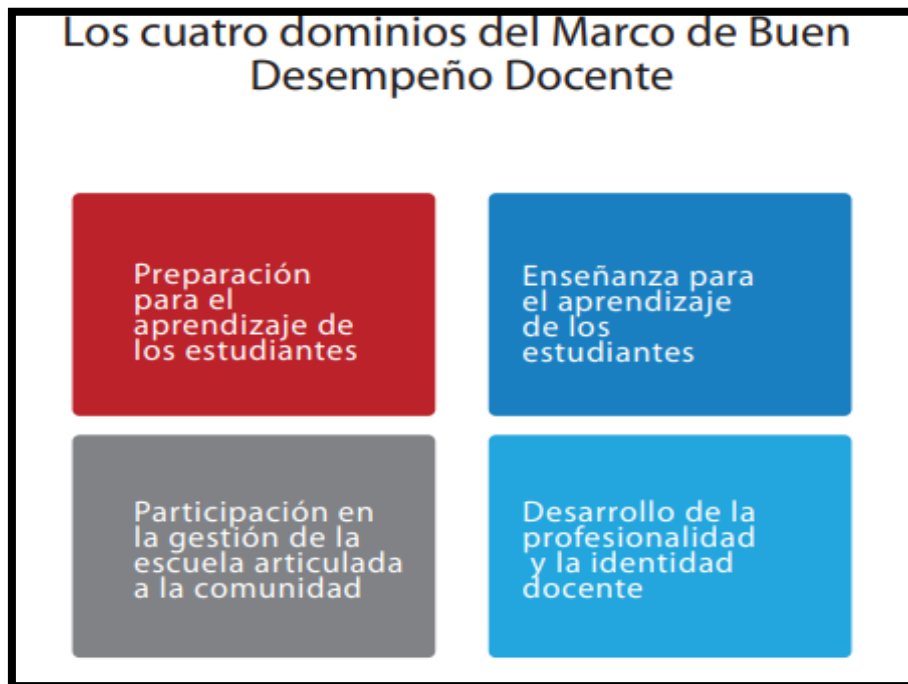 Los cuatro dominios del Marco de Buen
Desempeño Docente
Preparación
para el
aprendizaje de
los estudiantes
Enseñanza para
el aprendizaje
de los
estudiantes
Participación en
la gestión de la
escuela articulada
a la comunidad
Desarrollo de la
profesionalidad
y la identidad
docente